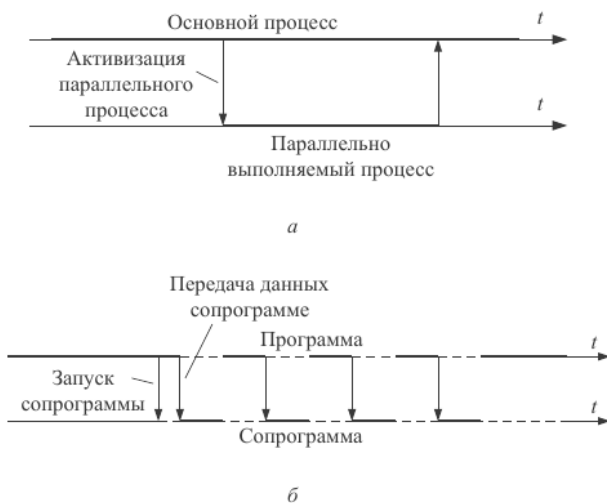 Основной процесс
t
Активизация
параллельного
процесса
t
Параллельно
выполняемый процесс
а
Передача данных
сопрограмме
Программа
t
Запуск
сопрограммы
t
Сопрограмма
б